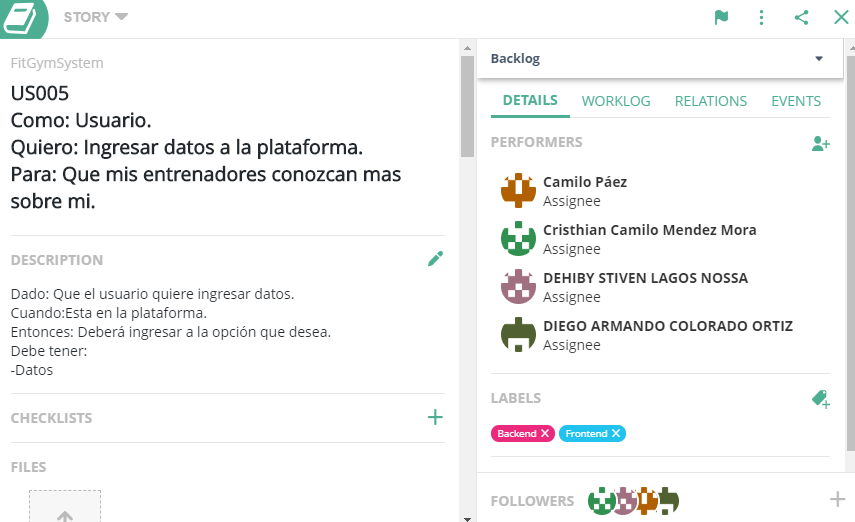 STORY
FitGymSystem
US005
Como: Usuario.
Quiero: Ingresar datos a la plataforma.
Para: Que mis entrenadores conozcan mas
sobre mi.
DESCRIPTION
Dado: Que el usuario quiere ingresar datos.
Cuando:Esta en la plataforma.
Entonces: Deberá ingresar a la opción que desea.
Debe tener:
-Datos
CHECKLISTS
FILES
Backlog
DETAILS WORKLOG RELATIONS EVENTS
PERFORMERS
Camilo Páez
Assignee
Cristhian Camilo Mendez Mora
Assignee
DEHIBY STIVEN LAGOS NOSSA
Assignee
DIEGO ARMANDO COLORADO ORTIZ
Assignee
LABELS
Backend Frontend
FOLLOWERS